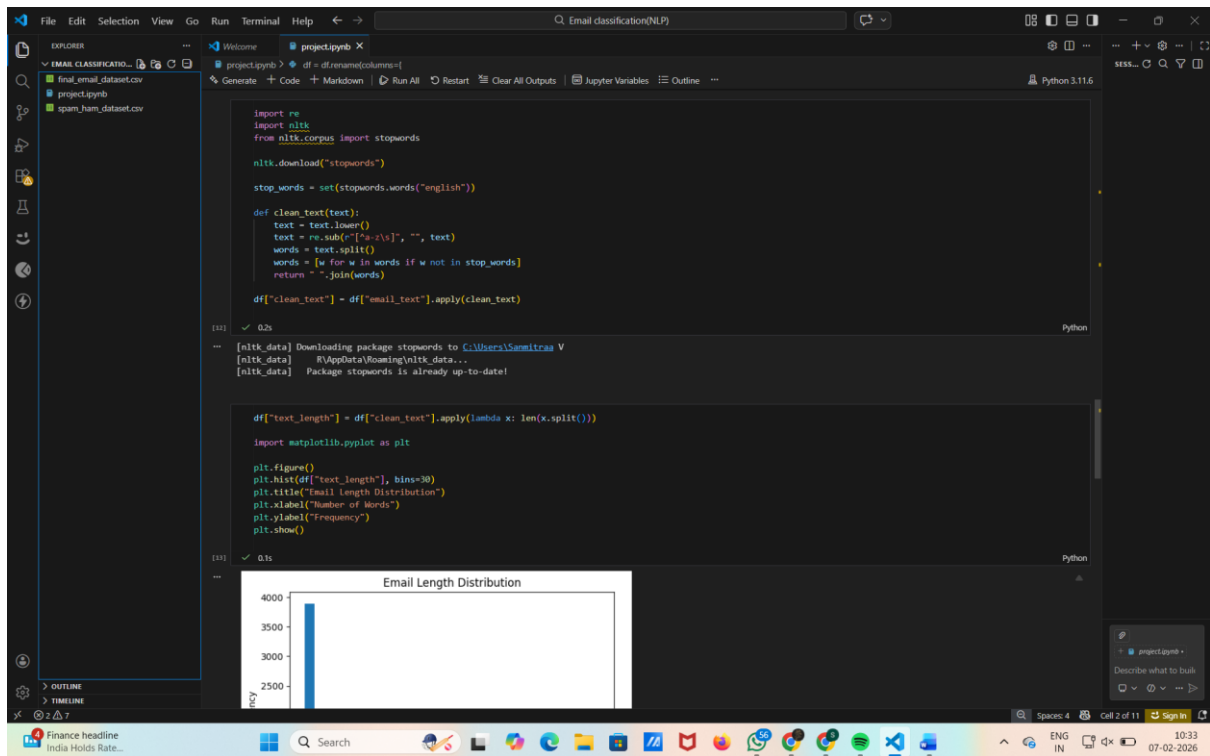 File Edit Selection View Go Run Terminal Help
Email classification(NLP)
EXPLORER
EMAIL CLASSIFICATIO...
final_email_dataset.csv
project.ipynb
spam_ham_dataset.csv
OUTLINE
TIMELINE
Welcome
project.ipynb
project.ipynb > df = df.rename(columns={
Generate + Code + Markdown Run All Restart Clear All Outputs Jupyter Variables Outline ...
Python 3.11.6
import re
import nltk
from nltk.corpus import stopwords
nltk.download("stopwords")
stop_words = set(stopwords.words("english"))
def clean_text(text):
text = text.lower()
text = re.sub(r"[^a-z\s]", "", text)
words = text.split()
words = [w for w in words if w not in stop_words]
return " ".join(words)
df["clean_text"] = df["email_text"].apply(clean_text)
[12] 0.2s
Python
[nltk_data] Downloading package stopwords to C:\Users\Sanmitraa V
[nltk_data] R\AppData\Roaming\nltk_data...
[nltk_data] Package stopwords is already up-to-date!
df["text_length"] = df["clean_text"].apply(lambda x: len(x.split()))
import matplotlib.pyplot as plt
plt.figure()
plt.hist(df["text_length"], bins=30)
plt.title("Email Length Distribution")
plt.xlabel("Number of Words")
plt.ylabel("Frequency")
plt.show()
[13] 0.1s
Python
Email Length Distribution
4000
3500
3000
2500
ncy
SESS...
project.ipynb
Describe what to buil
2 7
Spaces: 4 Cell 2 of 11 Sign In
4
Finance headline
India Holds Rate...
Search
56
ENG
IN
10:33
07-02-2026